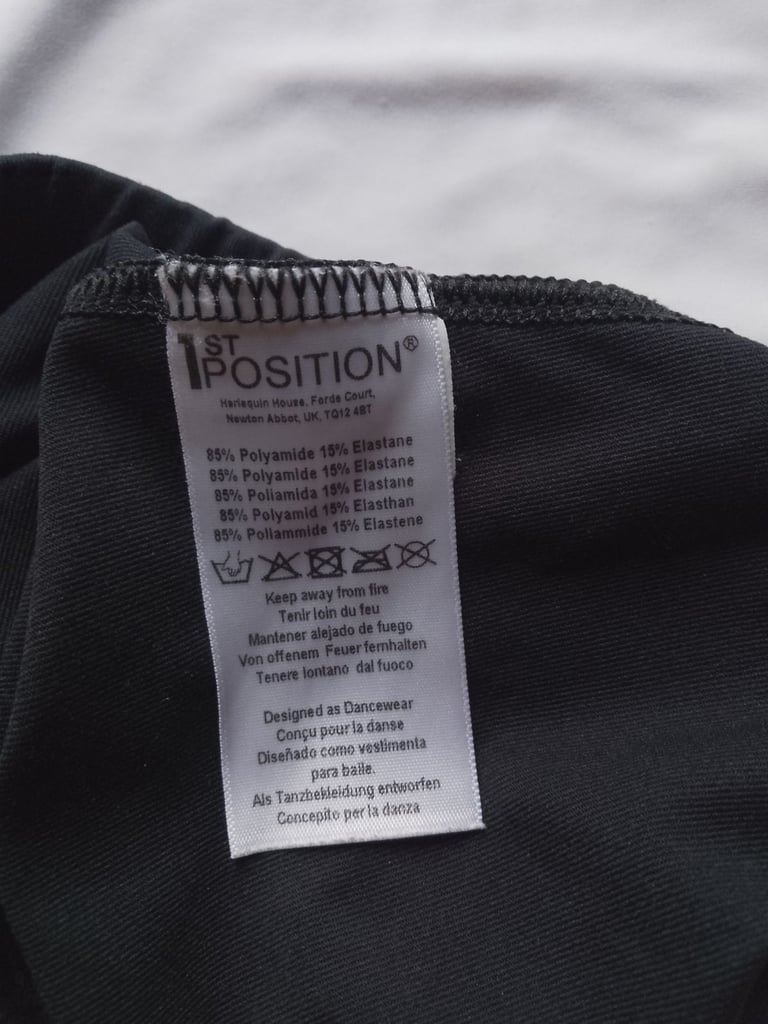 1ST POSITION®
Harlequin House, Forde Court,
Newton Abbot, UK, TQ12 4BT
85% Polyamide 15% Elastane
85% Polyamide 15% Elastane
85% Poliamida 15% Elastane
85% Polyamid 15% Elasthan
85% Poliammide 15% Elastene
Keep away from fire
Tenir loin du feu
Mantener alejado de fuego
Von offenem Feuer fernhalten
Tenere lontano dal fuoco
Designed as Dancewear
Conçu pour la danse
Diseñado como vestimenta
para baile.
Als Tanzbekleidung entworfen
Concepito per la danza